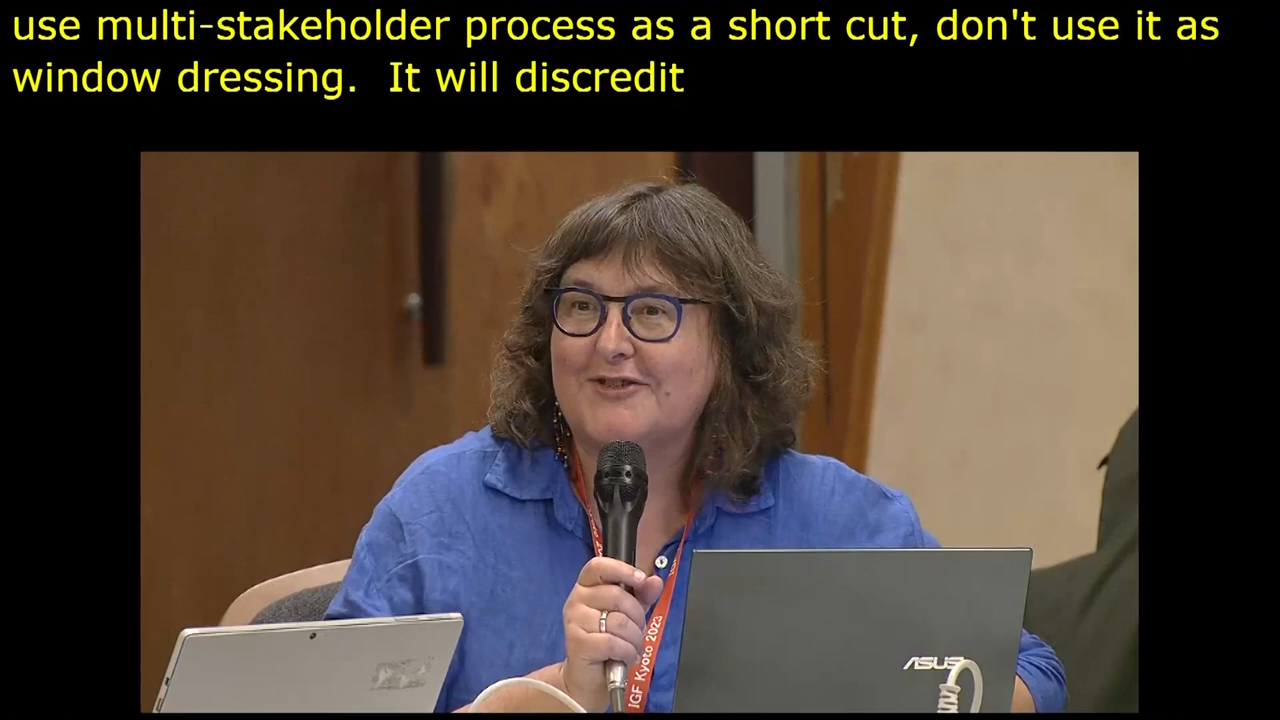 use multi-stakeholder process as a short cut, don't use it as
window dressing.  It will discredit
IGF Kyoto 2023
ASUS